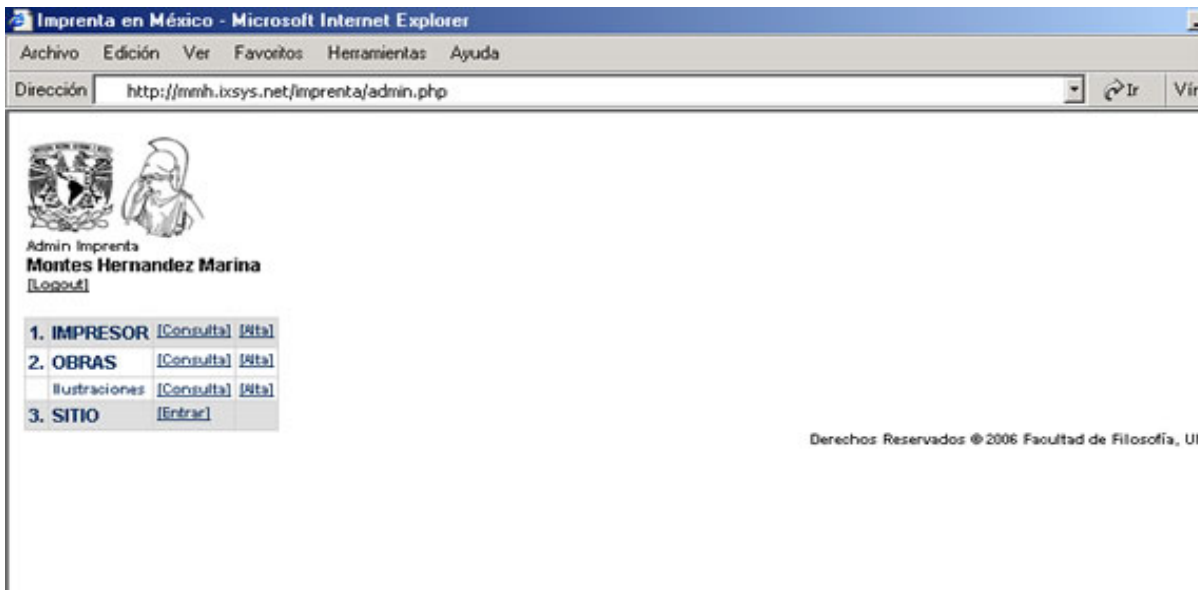 Imprenta en México - Microsoft Internet Explorer
Archivo Edición Ver Favoritos Herramientas Ayuda
Dirección http://mmh.ixsys.net/imprenta/admin.php Ir Vín
Admin Imprenta
Montes Hernandez Marina
[Logout]
1. IMPRESOR [Consulta] [Alta]
2. OBRAS [Consulta] [Alta]
Ilustraciones [Consulta] [Alta]
3. SITIO [Entrar]
Derechos Reservados © 2006 Facultad de Filosofía,